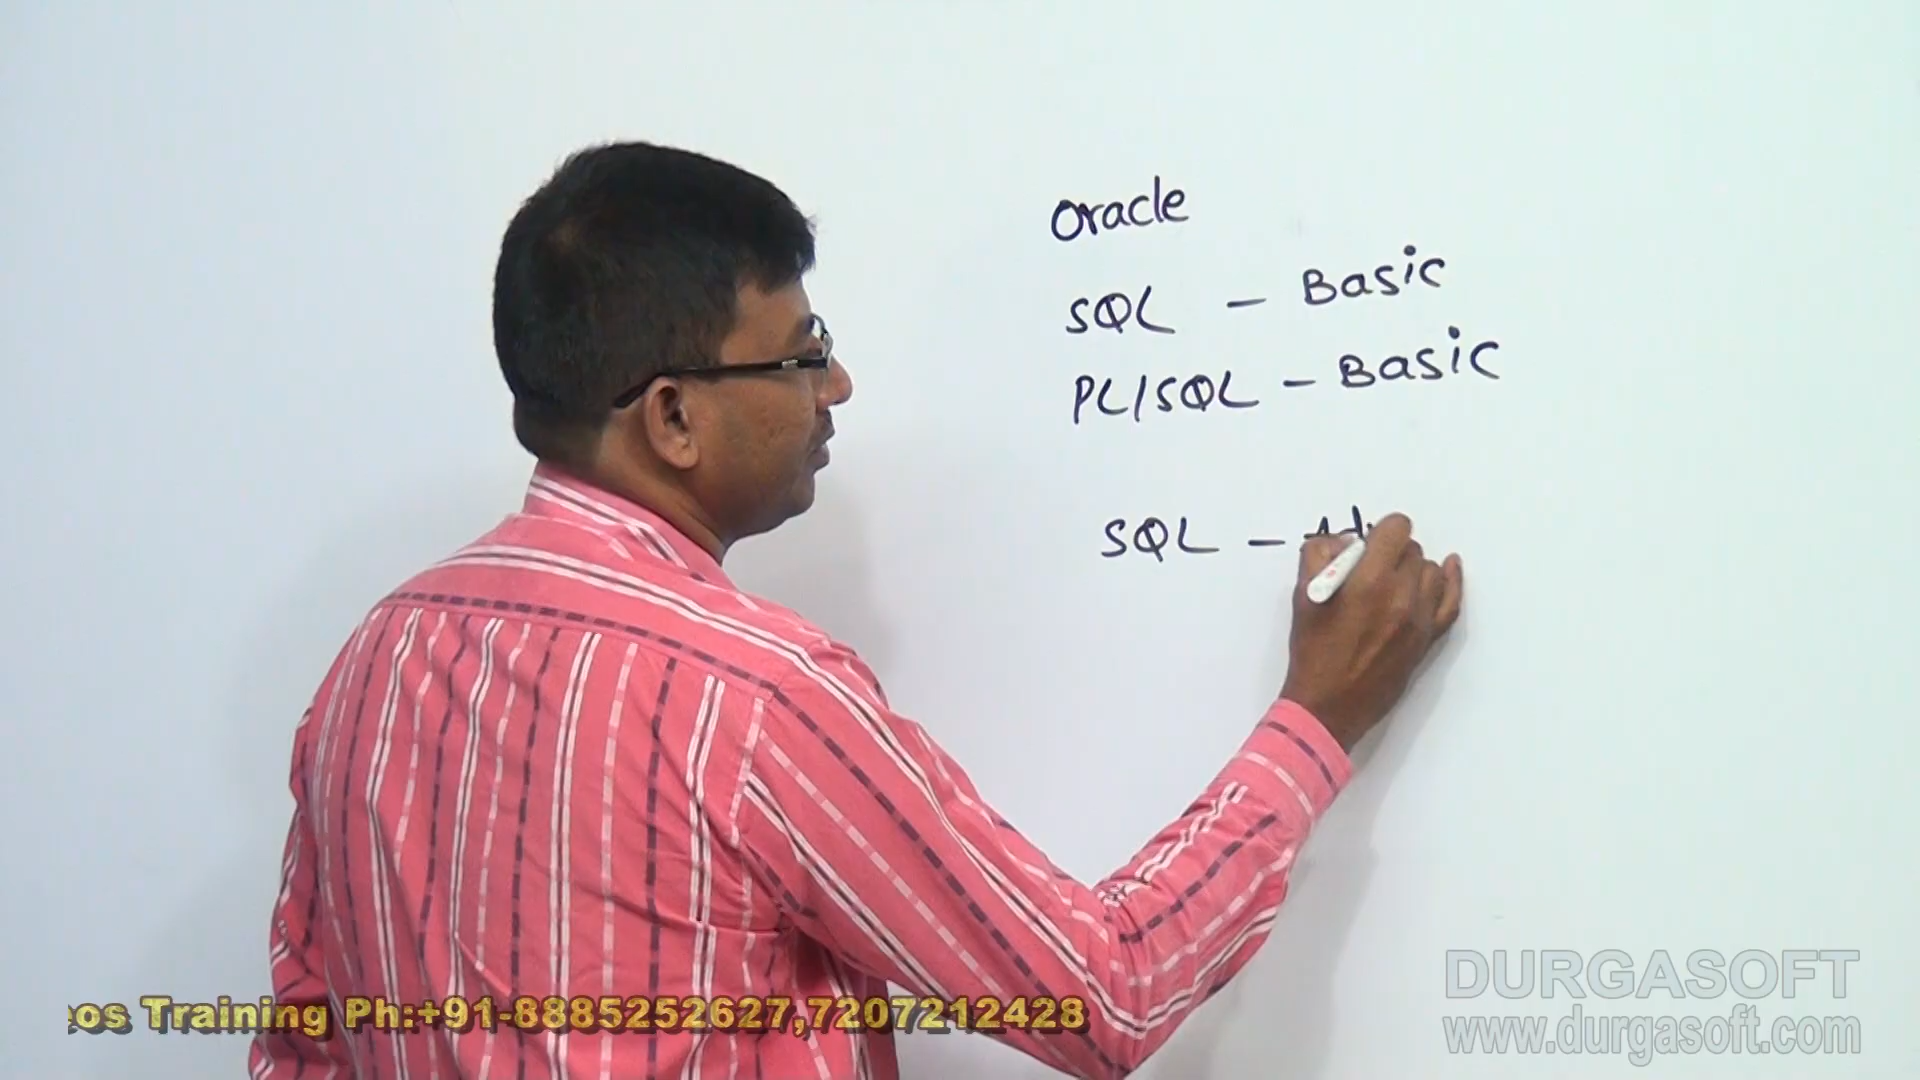 oracle
SQL - Basic
PL/SQL - Basic
SQL -
eos Training Ph:+91-8885252627,7207212428
DURGASOFT
www.durgasoft.com